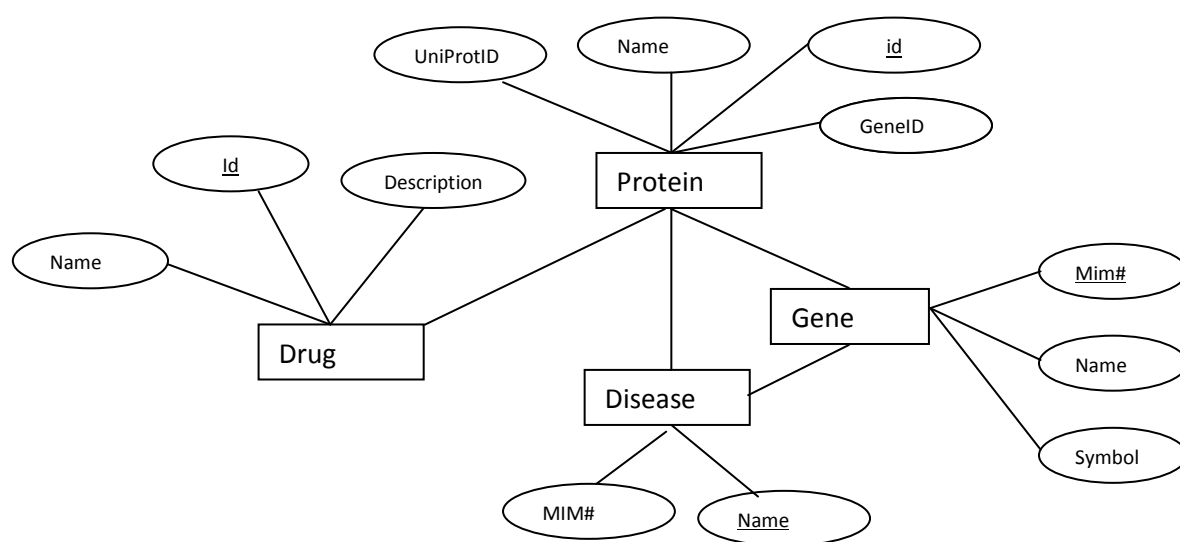 Name
id
UniProtID
GeneID
Protein
Id
Description
Name
Drug
Gene
Mim#
Name
Symbol
Disease
MIM#
Name